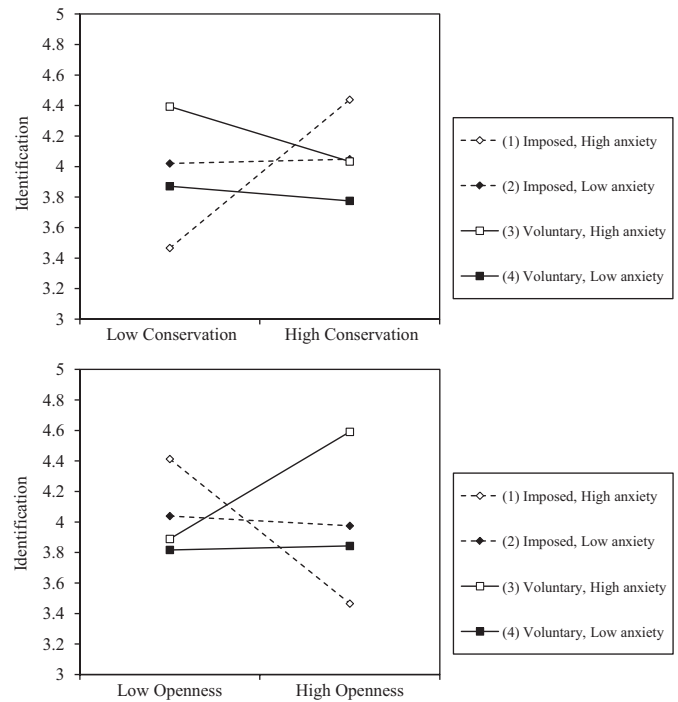 5
4.8
4.6
4.4
4.2
4
3.8
3.6
3.4
3.2
3
Identification
Low Conservation
High Conservation
(1) Imposed, High anxiety
(2) Imposed, Low anxiety
(3) Voluntary, High anxiety
(4) Voluntary, Low anxiety
5
4.8
4.6
4.4
4.2
4
3.8
3.6
3.4
3.2
3
Identification
Low Openness
High Openness
(1) Imposed, High anxiety
(2) Imposed, Low anxiety
(3) Voluntary, High anxiety
(4) Voluntary, Low anxiety